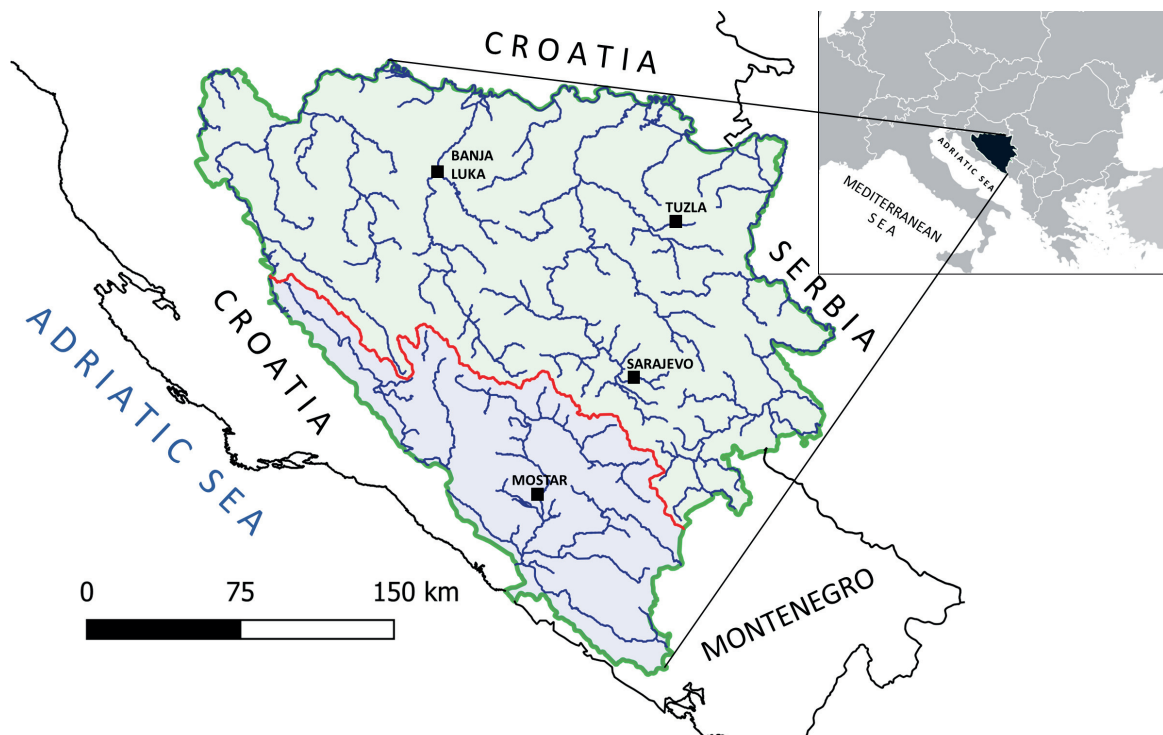 CROATIA
ADRIATIC SEA
MEDITERRANEAN
SEA
BANJA
LUKA
TUZLA
SERBIA
CROATIA
ADRIATIC SEA
SARAJEVO
MOSTAR
MONTENEGRO
0 75 150 km